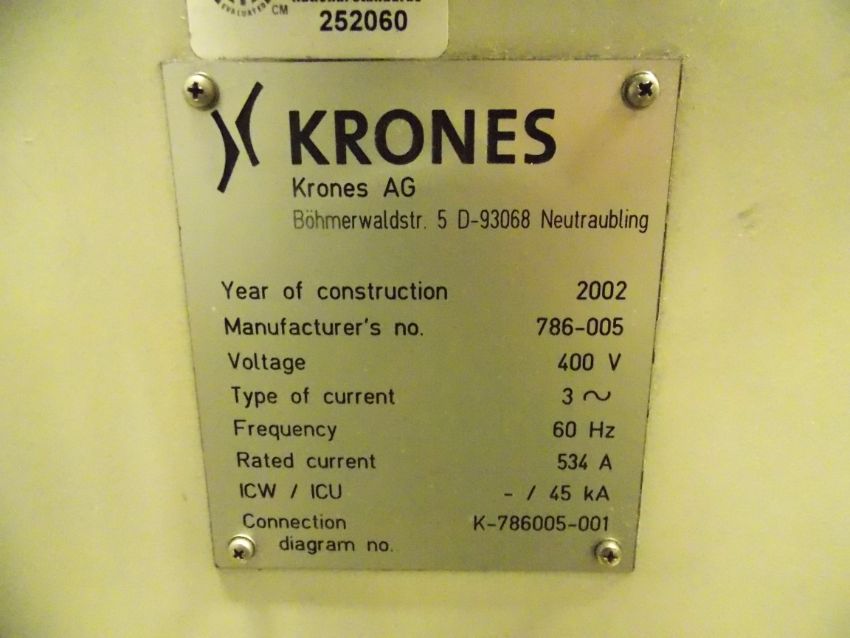 CM
252060
KRONES
Krones AG
Böhmerwaldstr. 5 D-93068 Neutraubling
Year of construction 2002
Manufacturer's no. 786-005
Voltage 400 V
Type of current 3 ~
Frequency 60 Hz
Rated current 534 A
ICW / ICU - / 45 kA
Connection K-786005-001
diagram no.